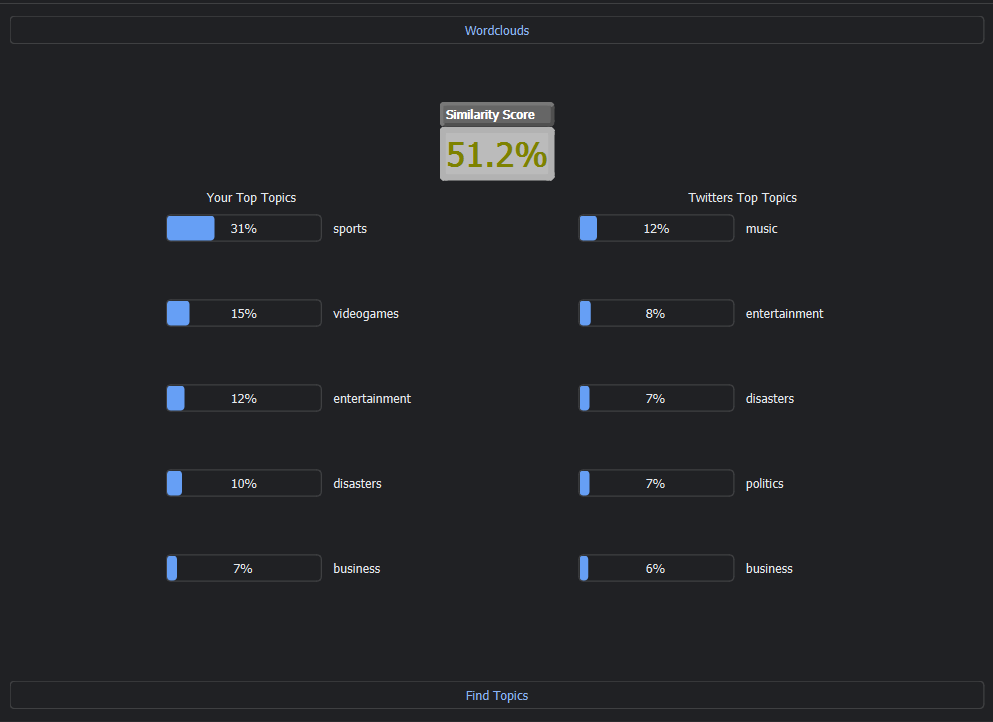 Wordclouds
Similarity Score
51.2%
Your Top Topics
31% sports
15% videogames
12% entertainment
10% disasters
7% business
Twitters Top Topics
12% music
8% entertainment
7% disasters
7% politics
6% business
Find Topics